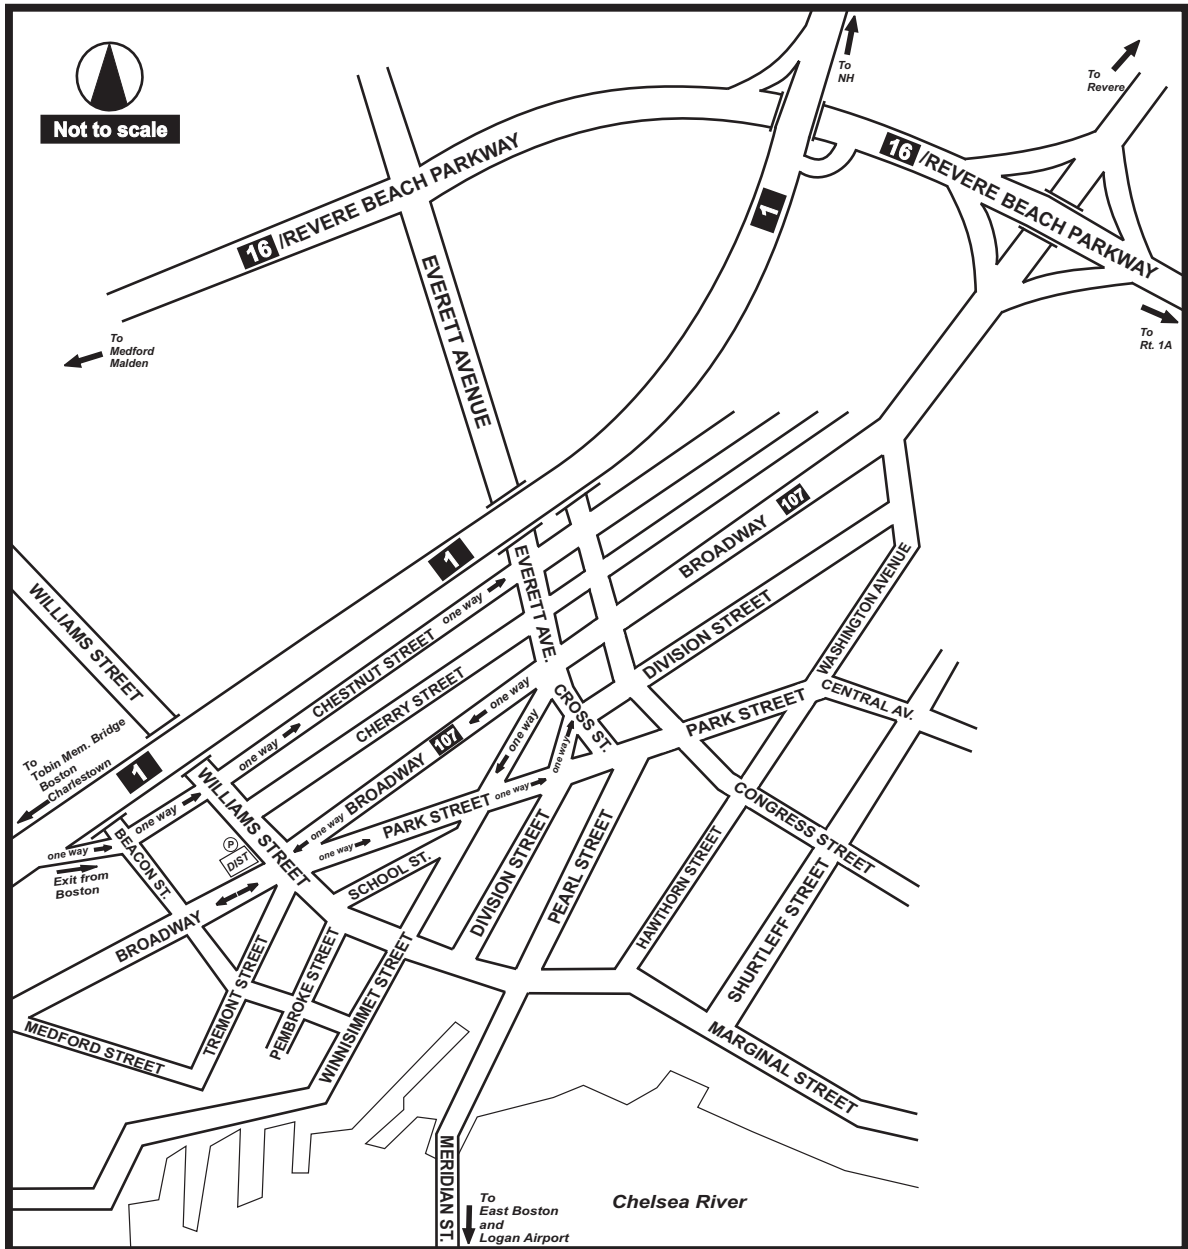 To
NH
To
Revere
Not to scale
16 /REVERE BEACH PARKWAY
16 /REVERE BEACH PARKWAY
1
EVERETT AVENUE
To
Medford
Malden
To
Rt. 1A
107
BROADWAY
1
EVERETT AVE.
WILLIAMS STREET
one way
CHESTNUT STREET
WASHINGTON AVENUE
DIVISION STREET
CHERRY STREET
one way
CENTRAL AV.
CROSS ST.
PARK STREET
To
Tobin Mem. Bridge
Boston
Charlestown
1
one way
BROADWAY 107
one way
one way
WILLIAMS STREET
one way
PARK STREET
one way
CONGRESS STREET
one way
one way
BEACON ST.
P
DIST
one way
Exit from
Boston
SCHOOL ST.
DIVISION STREET
PEARL STREET
HAWTHORN STREET
SHURTLEFF STREET
BROADWAY
TREMONT STREET
PEMBROKE STREET
WINNISIMMET STREET
MEDFORD STREET
MARGINAL STREET
MERIDIAN ST.
To
East Boston
and
Logan Airport
Chelsea River